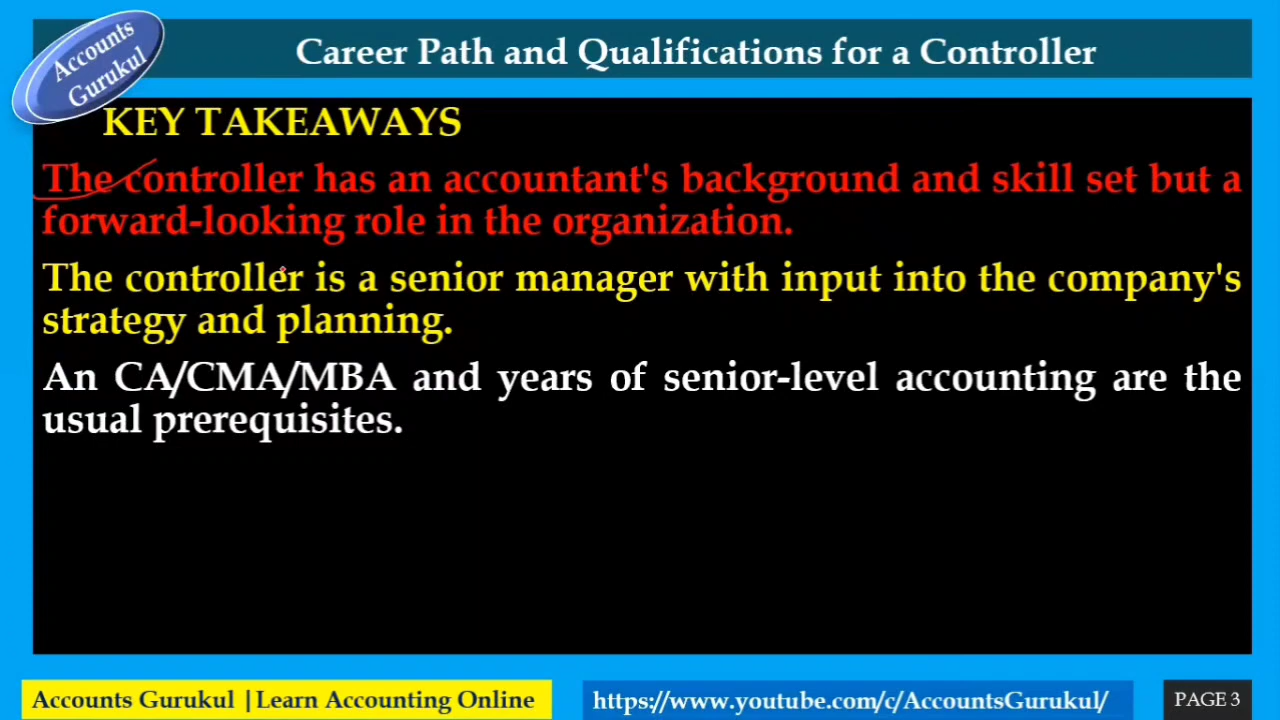 Accounts
Gurukul
Career Path and Qualifications for a Controller
KEY TAKEAWAYS
The controller has an accountant's background and skill set but a
forward-looking role in the organization.
The controller is a senior manager with input into the company's
strategy and planning.
An CA/CMA/MBA and years of senior-level accounting are the
usual prerequisites.
Accounts Gurukul |Learn Accounting Online
https://www.youtube.com/c/AccountsGurukul/
PAGE 3